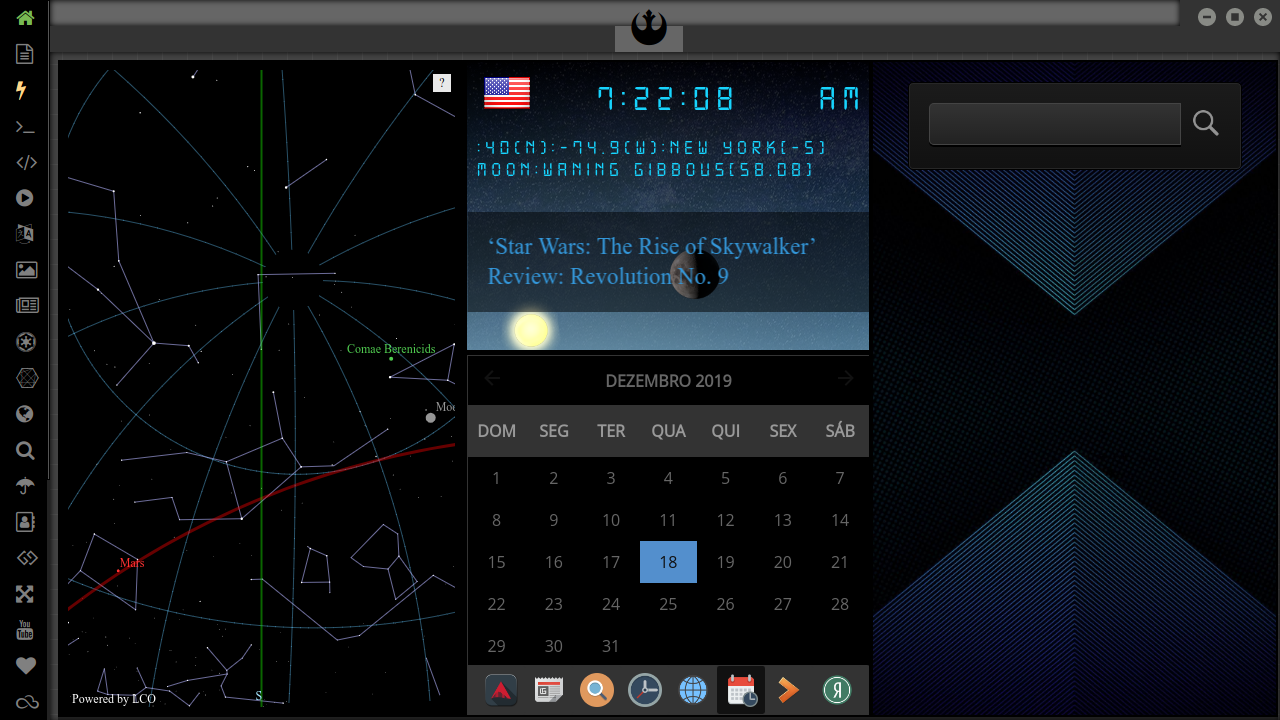 ?
Comae Berenicids
Moo
Mars
Powered by LCO
S
7:22:08 AM
:40(N):-74.9(W):NEW YORK(-5)
MOON:WANING GIBBOUS(58.08)
‘Star Wars: The Rise of Skywalker’
Review: Revolution No. 9
DEZEMBRO 2019
DOM SEG TER QUA QUI SEX SÁB
1 2 3 4 5 6 7
8 9 10 11 12 13 14
15 16 17 18 19 20 21
22 23 24 25 26 27 28
29 30 31
You
Tube
GE
Я